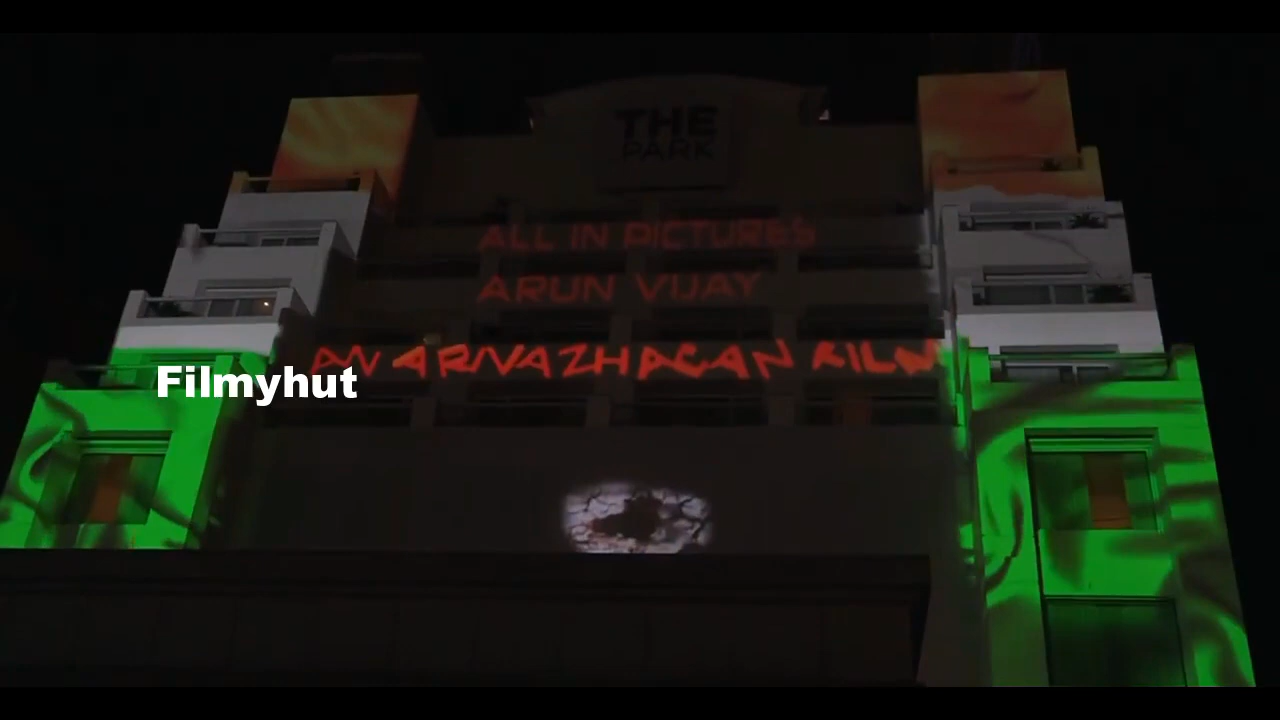 THE
PARK
ALL IN PICTURES
ARUN VIJAY
AN ARIVAZHAGAN FILM
Filmyhut